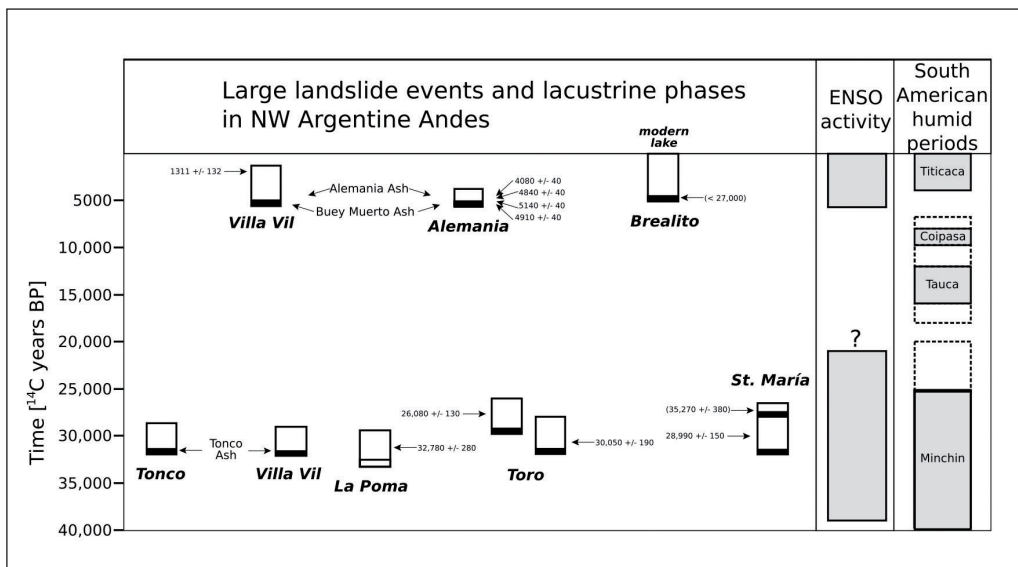 Large landslide events and lacustrine phases
in NW Argentine Andes
ENSO
activity
South
American
humid
periods
Time [¹⁴C years BP]
5000
10,000
15,000
20,000
25,000
30,000
35,000
40,000
1311 +/- 132
Villa Vil
Alemania Ash
Buey Muerto Ash
4080 +/- 40
4840 +/- 40
5140 +/- 40
4910 +/- 40
Alemania
modern
lake
(< 27,000)
Brealito
Titicaca
Coipasa
Tauca
?
Minchin
Tonco
Tonco
Ash
Villa Vil
32,780 +/- 280
La Poma
26,080 +/- 130
30,050 +/- 190
Toro
St. María
(35,270 +/- 380)
28,990 +/- 150